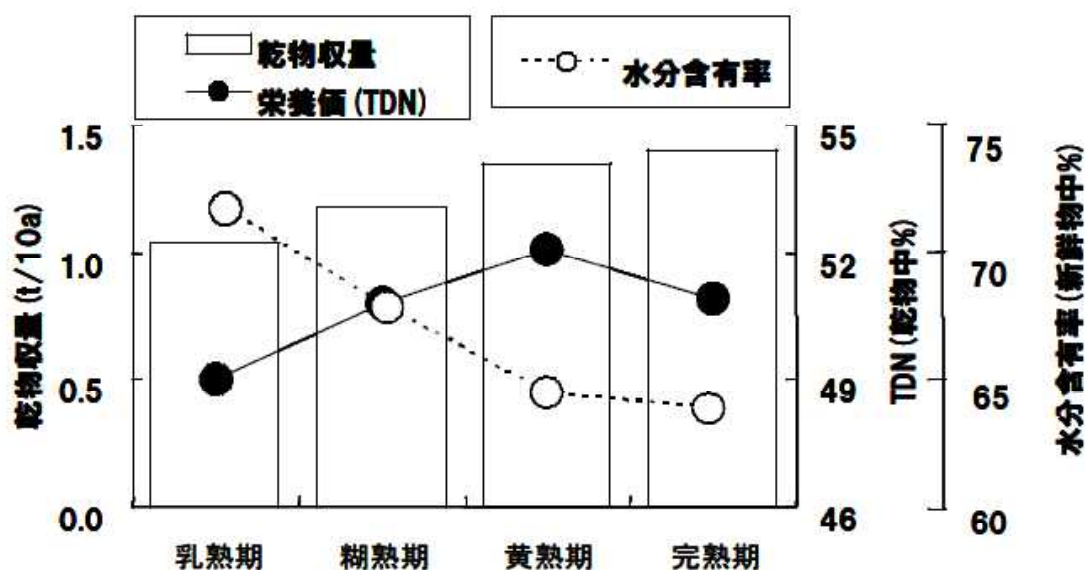 乾物収量
栄養価(TDN)
水分含有率
乾物収量(t/10a)
1.5
1.0
0.5
0.0
55
52
49
46
TDN(乾物中%)
75
70
65
60
水分含有率(新鮮物中%)
乳熟期
糊熟期
黄熟期
完熟期